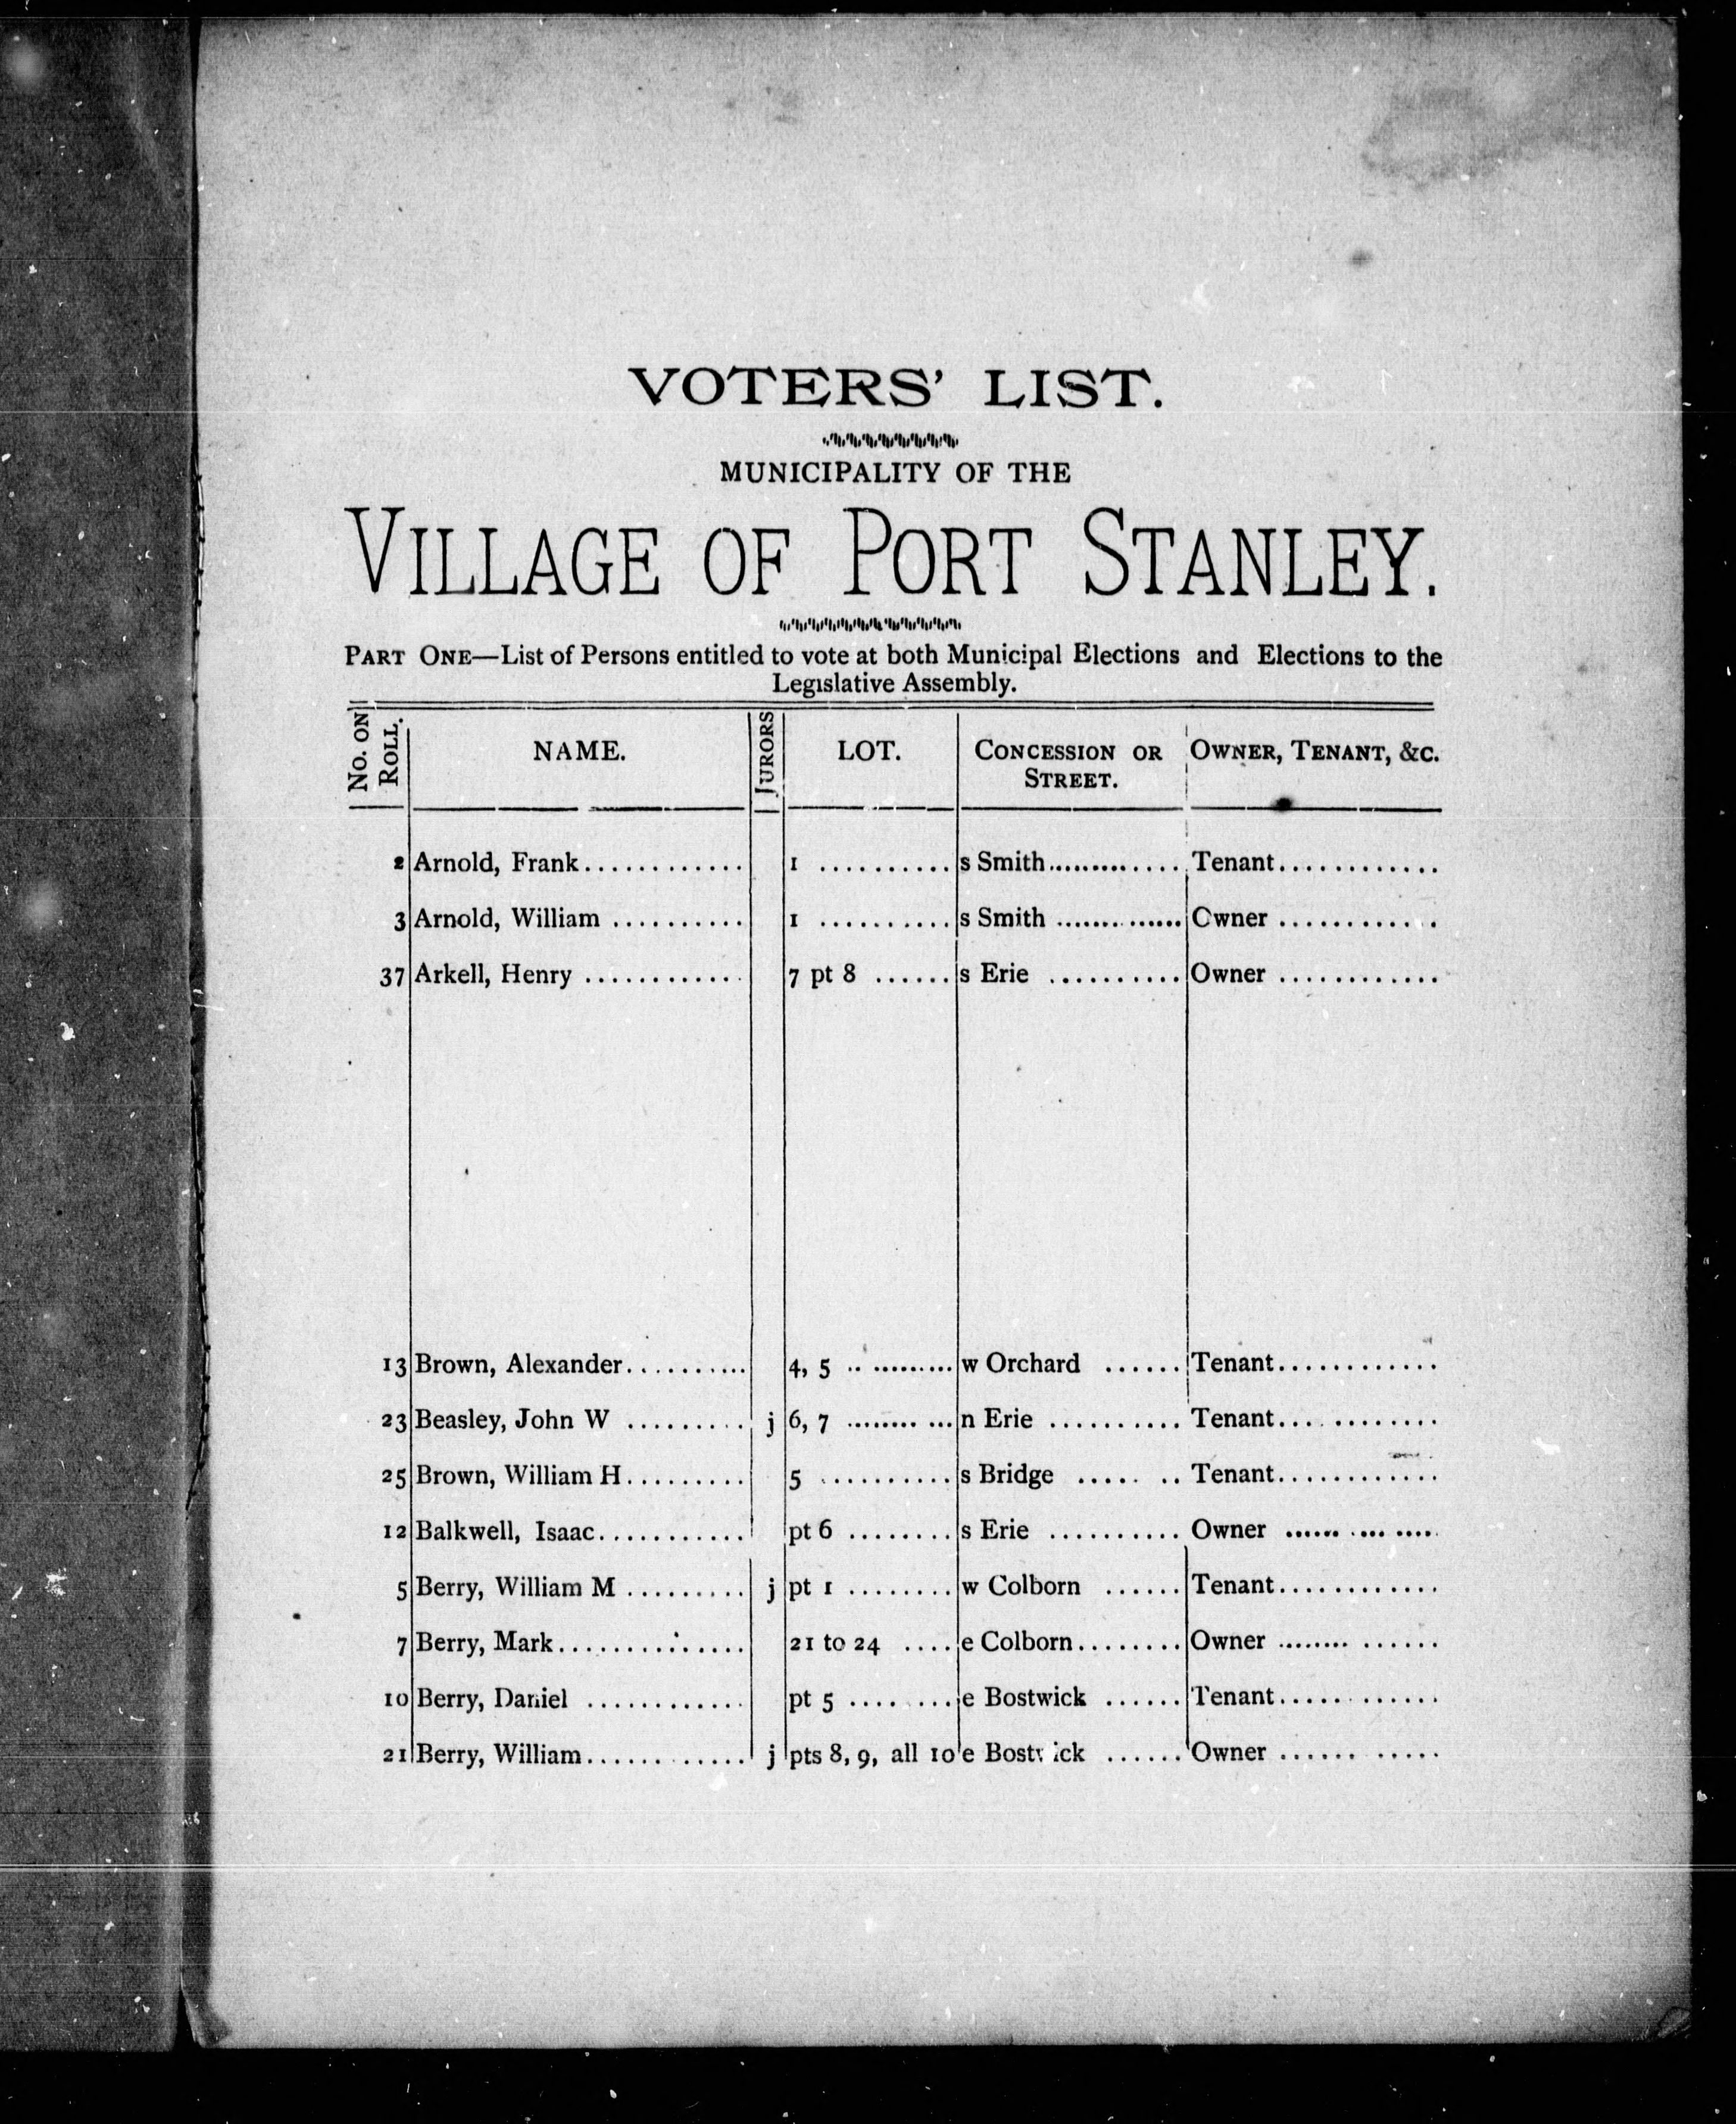 VOTERS' LIST.
MUNICIPALITY OF THE
VILLAGE OF PORT STANLEY.
PART ONE—List of Persons entitled to vote at both Municipal Elections and Elections to the
Legislative Assembly.
No. ON ROLL. NAME. JURORS LOT. CONCESSION OR STREET. OWNER, TENANT, &c.
2 Arnold, Frank............ 1 .......... s Smith............. Tenant............
3 Arnold, William .......... 1 .......... s Smith ............. Owner ............
37 Arkell, Henry ............ 7 pt 8 ...... s Erie .......... Owner ............
13 Brown, Alexander.......... 4, 5 .. ......... w Orchard ...... Tenant............
23 Beasley, John W ......... j 6, 7 ........ ... n Erie .......... Tenant............
25 Brown, William H......... 5 .......... s Bridge ..... .. Tenant............
12 Balkwell, Isaac........... pt 6 ........ s Erie .......... Owner ...... .... ....
5 Berry, William M ......... j pt 1 ........ w Colborn ...... Tenant............
7 Berry, Mark.............. 21 to 24 .... e Colborn........ Owner ........ ......
10 Berry, Daniel ............ pt 5 .... .... e Bostwick ...... Tenant............
21 Berry, William............ j pts 8, 9, all 10 e Bostwick ...... Owner ...... .....